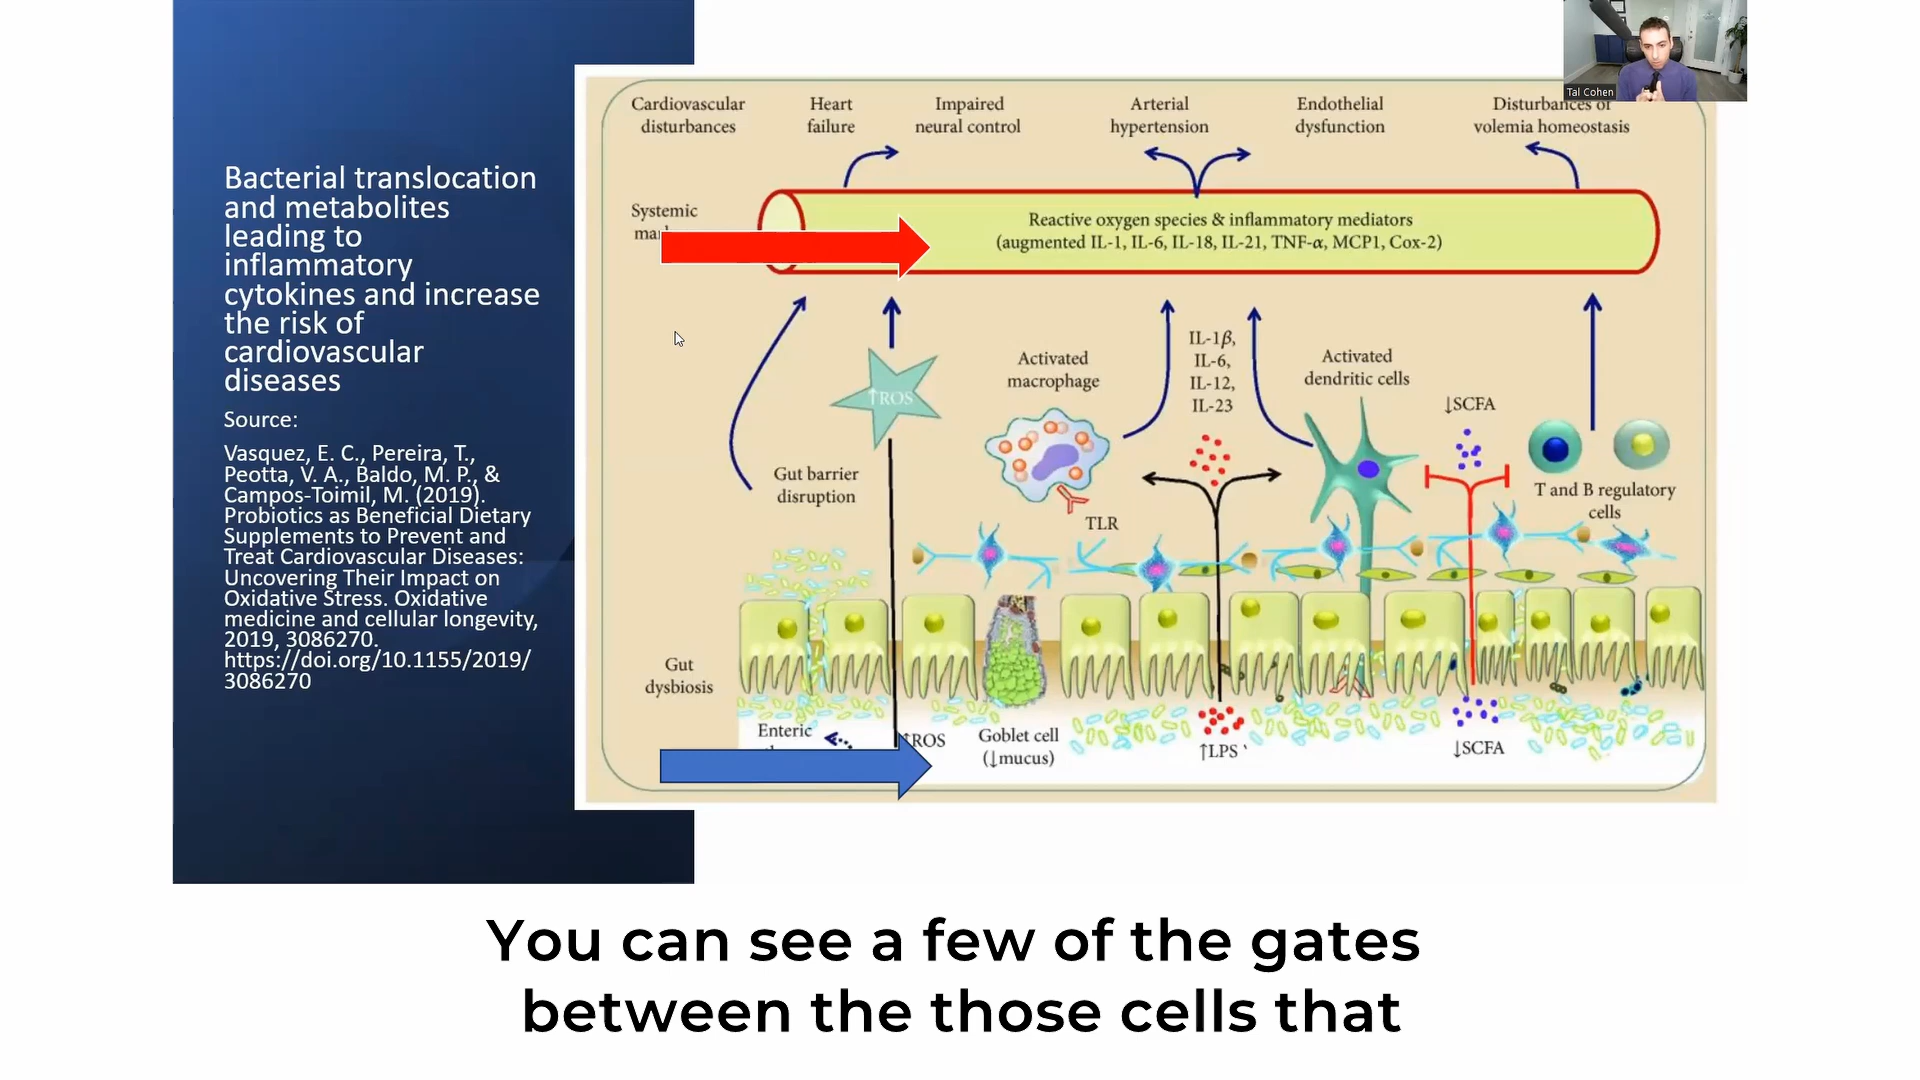 Bacterial translocation
and metabolites
leading to
inflammatory
cytokines and increase
the risk of
cardiovascular
diseases
Source:
Vasquez, E. C., Pereira, T.,
Peotta, V. A., Baldo, M. P., &
Campos-Toimil, M. (2019).
Probiotics as Beneficial Dietary
Supplements to Prevent and
Treat Cardiovascular Diseases:
Uncovering Their Impact on
Oxidative Stress. Oxidative
medicine and cellular longevity,
2019, 3086270.
https://doi.org/10.1155/2019/
3086270
Tal Cohen
Cardiovascular
disturbances
Heart
failure
Impaired
neural control
Arterial
hypertension
Endothelial
dysfunction
Disturbances of
volemia homeostasis
Systemic
Reactive oxygen species & inflammatory mediators
(augmented IL-1, IL-6, IL-18, IL-21, TNF-α, MCP1, Cox-2)
↑ROS
Gut barrier
disruption
Activated
macrophage
TLR
IL-1β,
IL-6,
IL-12,
IL-23
Activated
dendritic cells
↓SCFA
T and B regulatory
cells
Gut
dysbiosis
Enteric
↑ROS
Goblet cell
(↓mucus)
↑LPS
↓SCFA
You can see a few of the gates
between the those cells that